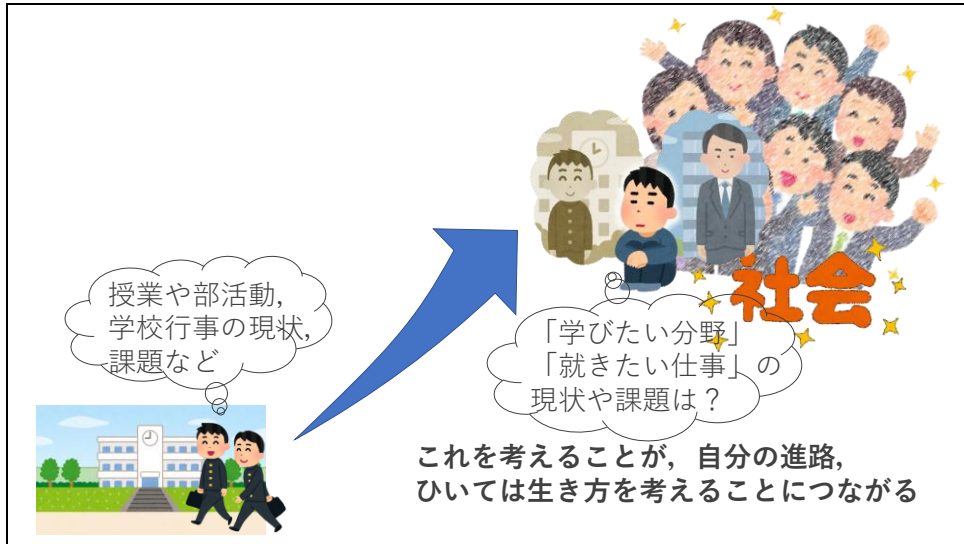 授業や部活動,
学校行事の現状,
課題など
社会
「学びたい分野」
「就きたい仕事」の
現状や課題は？
これを考えることが，自分の進路，
ひいては生き方を考えることにつながる